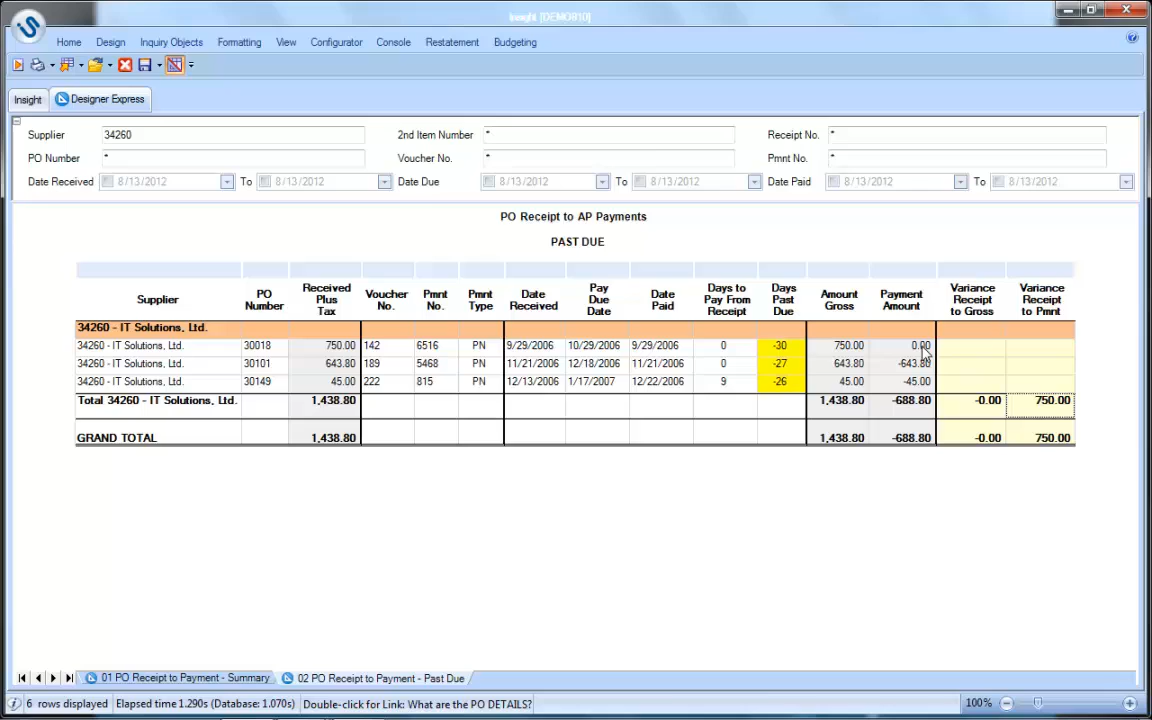 Insight [DEMO910]
Home Design Inquiry Objects Formatting View Configurator Console Restatement Budgeting
Insight Designer Express
Supplier 34260 2nd Item Number * Receipt No. *
PO Number * Voucher No. * Pmnt No. *
Date Received 8/13/2012 To 8/13/2012 Date Due 8/13/2012 To 8/13/2012 Date Paid 8/13/2012 To 8/13/2012
PO Receipt to AP Payments
PAST DUE
Supplier PO Number Received Plus Tax Voucher No. Pmnt No. Pmnt Type Date Received Pay Due Date Date Paid Days to Pay From Receipt Days Past Due Amount Gross Payment Amount Variance Receipt to Gross Variance Receipt to Pmnt
34260 - IT Solutions, Ltd.
34260 - IT Solutions, Ltd. 30018 750.00 142 6516 PN 9/29/2006 10/29/2006 9/29/2006 0 -30 750.00 0.00
34260 - IT Solutions, Ltd. 30101 643.80 189 5468 PN 11/21/2006 12/18/2006 11/21/2006 0 -27 643.80 -643.80
34260 - IT Solutions, Ltd. 30149 45.00 222 815 PN 12/13/2006 1/17/2007 12/22/2006 9 -26 45.00 -45.00
Total 34260 - IT Solutions, Ltd. 1,438.80 1,438.80 -688.80 -0.00 750.00
GRAND TOTAL 1,438.80 1,438.80 -688.80 -0.00 750.00
01 PO Receipt to Payment - Summary 02 PO Receipt to Payment - Past Due
6 rows displayed Elapsed time 1.290s (Database: 1.070s) Double-click for Link: What are the PO DETAILS? 100%